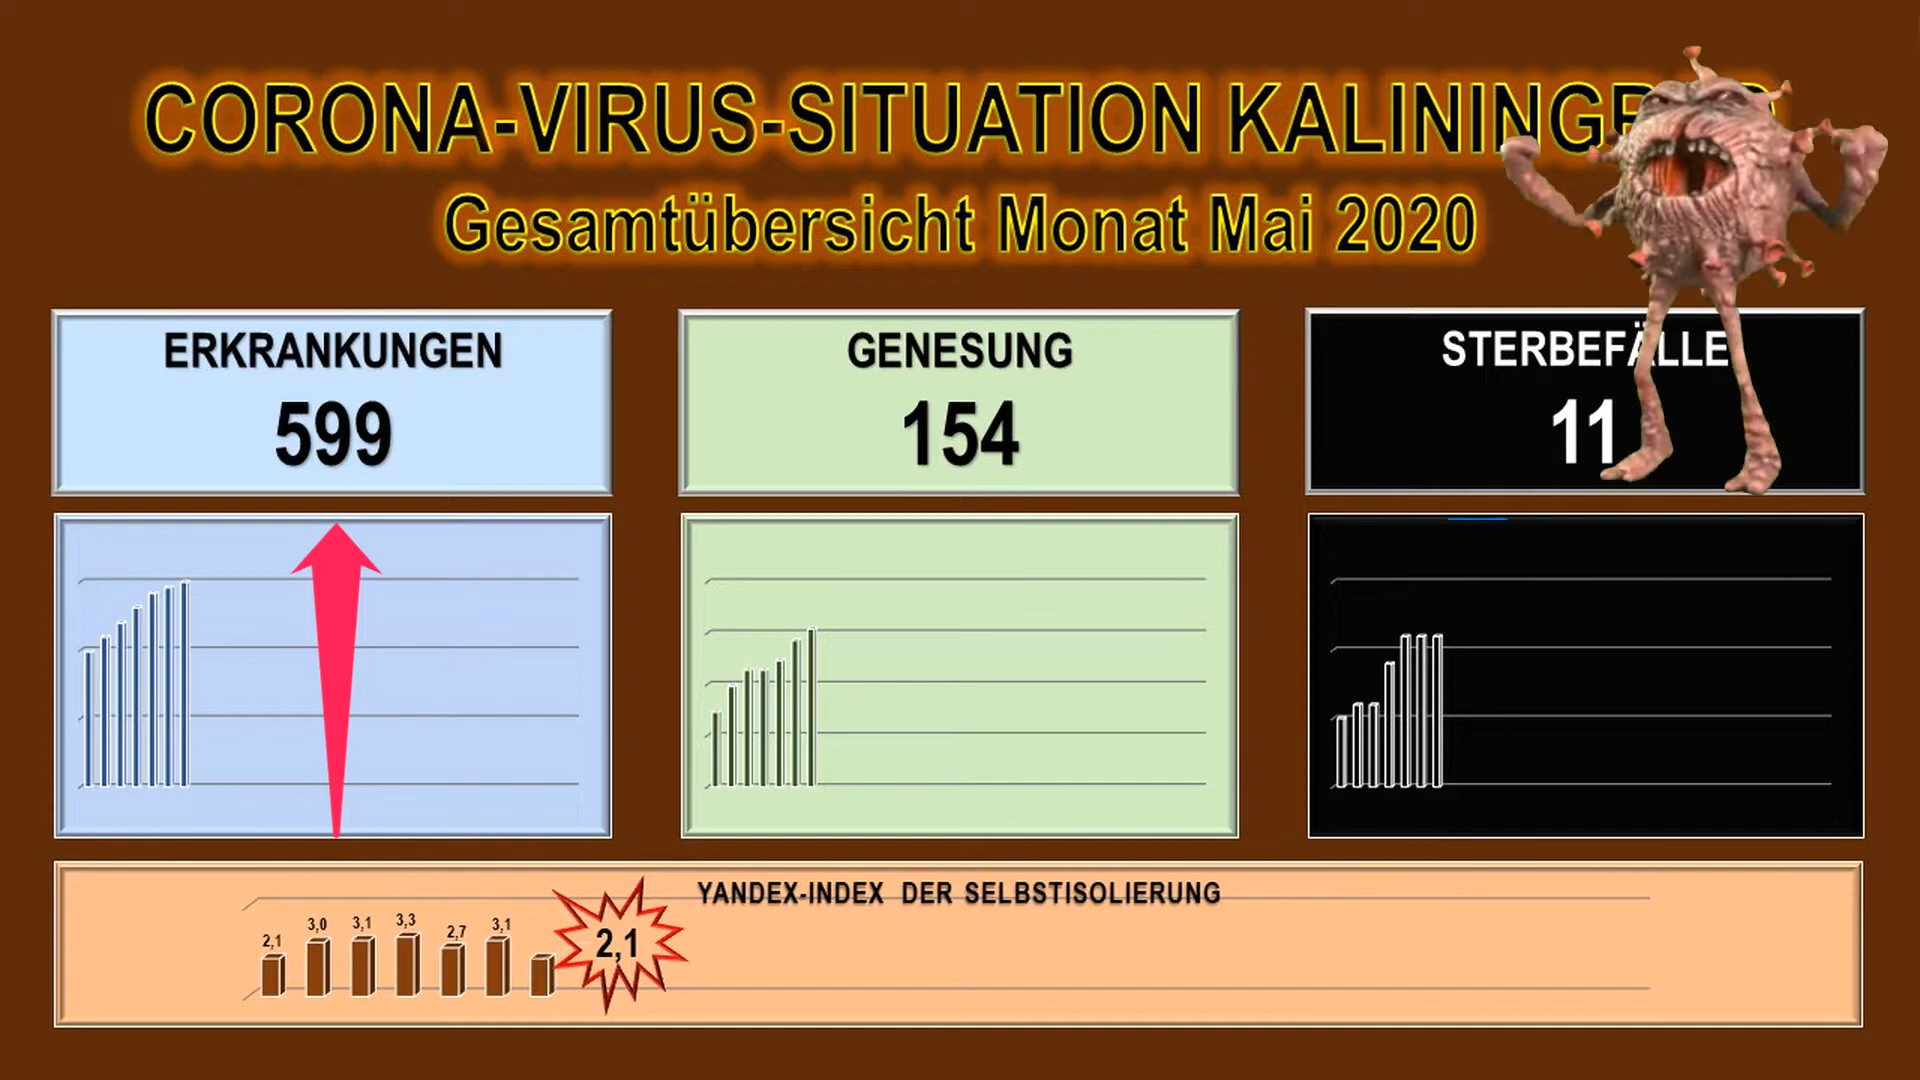 CORONA-VIRUS-SITUATION
Gesamtübersicht Monat Mai 2020
ERKRANKUNGEN
599
GENESUNG
154
STERBEFÄLLE
11
YANDEX-INDEX DER SELBSTISOLIERUNG
2,1
3,0
3,1
3,3
2,7
3,1
2,1